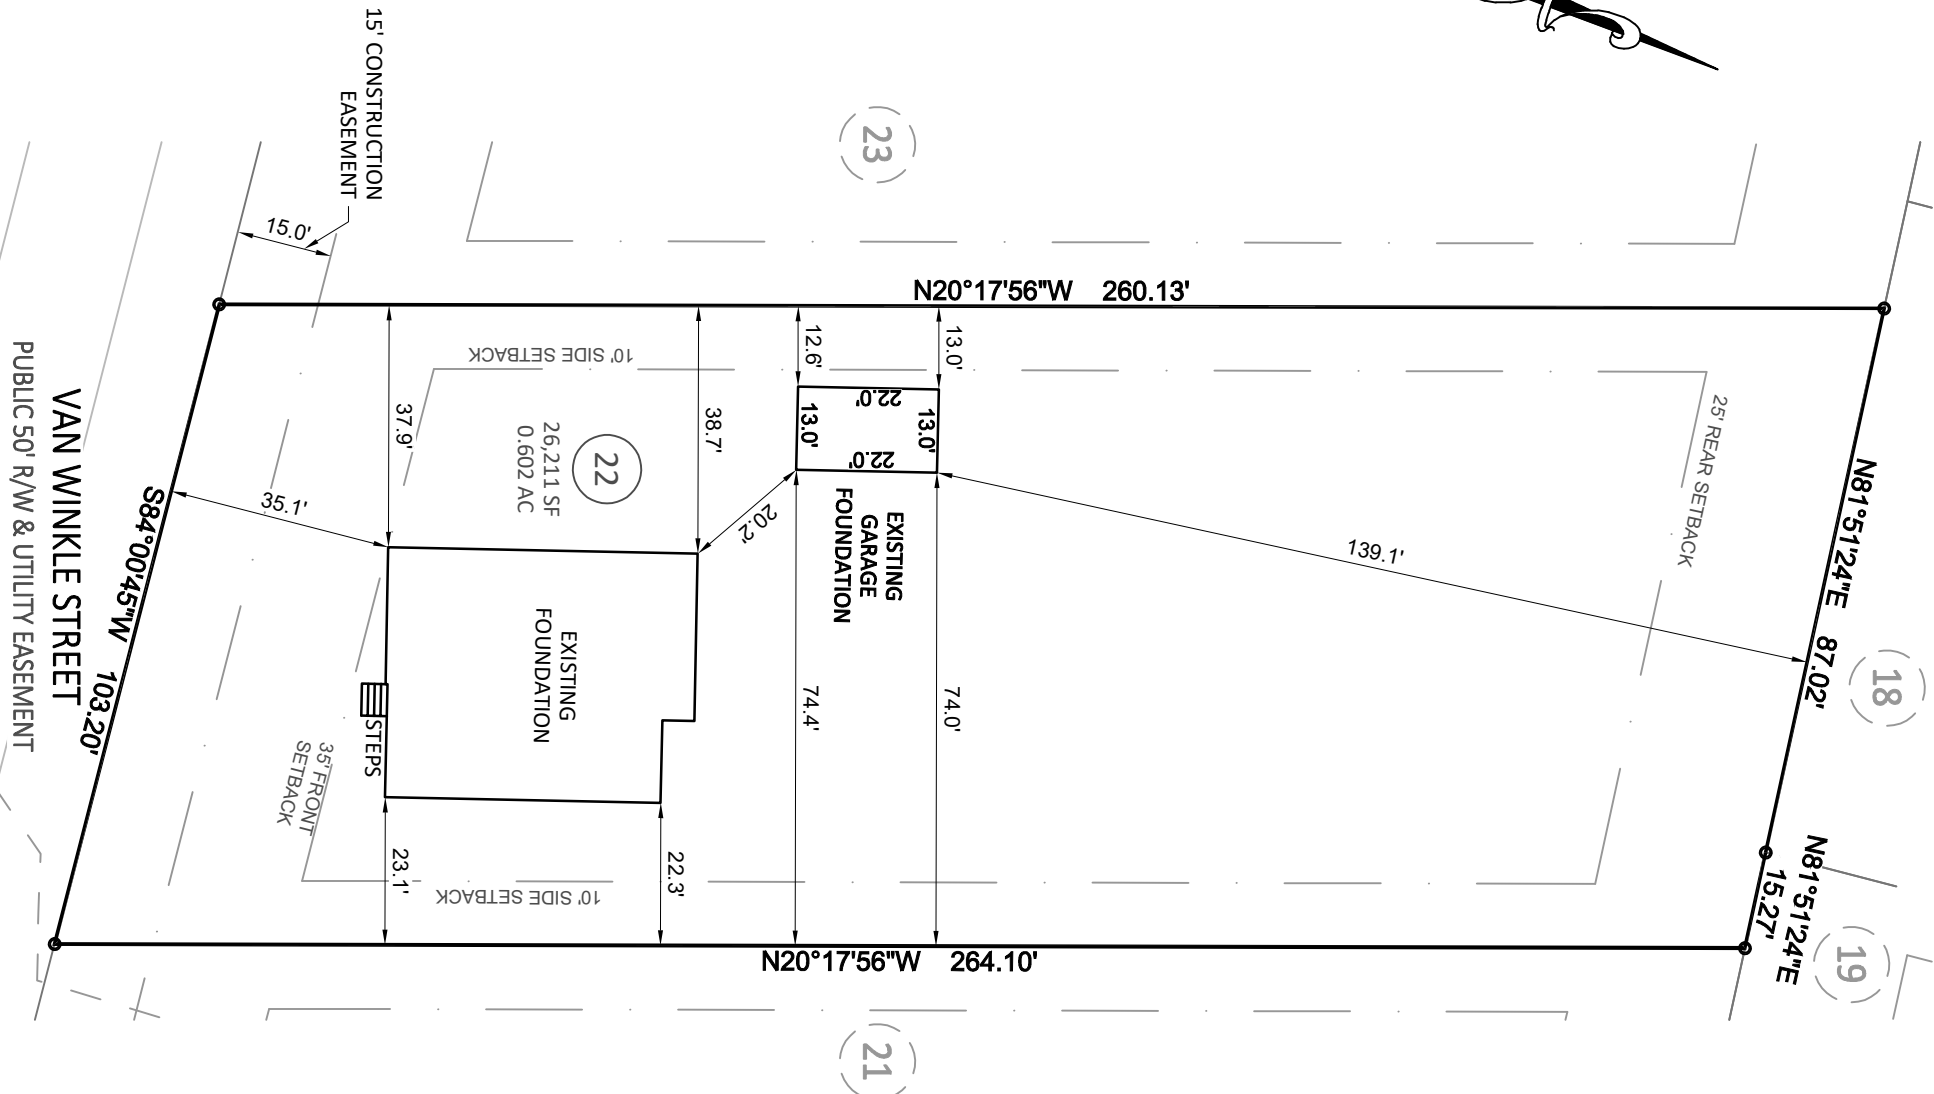 15' CONSTRUCTION
EASEMENT
15.0'
23
N20°17'56"W 260.13'
12.6'
13.0'
10' SIDE SETBACK
22.0'
13.0'
13.0'
22.0'
37.9'
38.7'
22
26,211 SF
0.602 AC
25' REAR SETBACK
N81°51'24"E 87.02'
18
35.1'
20.2'
EXISTING
GARAGE
FOUNDATION
139.1'
S84°00'45"W 103.20'
VAN WINKLE STREET
PUBLIC 50' R/W & UTILITY EASEMENT
EXISTING
FOUNDATION
STEPS
74.4'
74.0'
35' FRONT
SETBACK
23.1'
22.3'
10' SIDE SETBACK
N81°51'24"E
15.27'
19
N20°17'56"W 264.10'
21